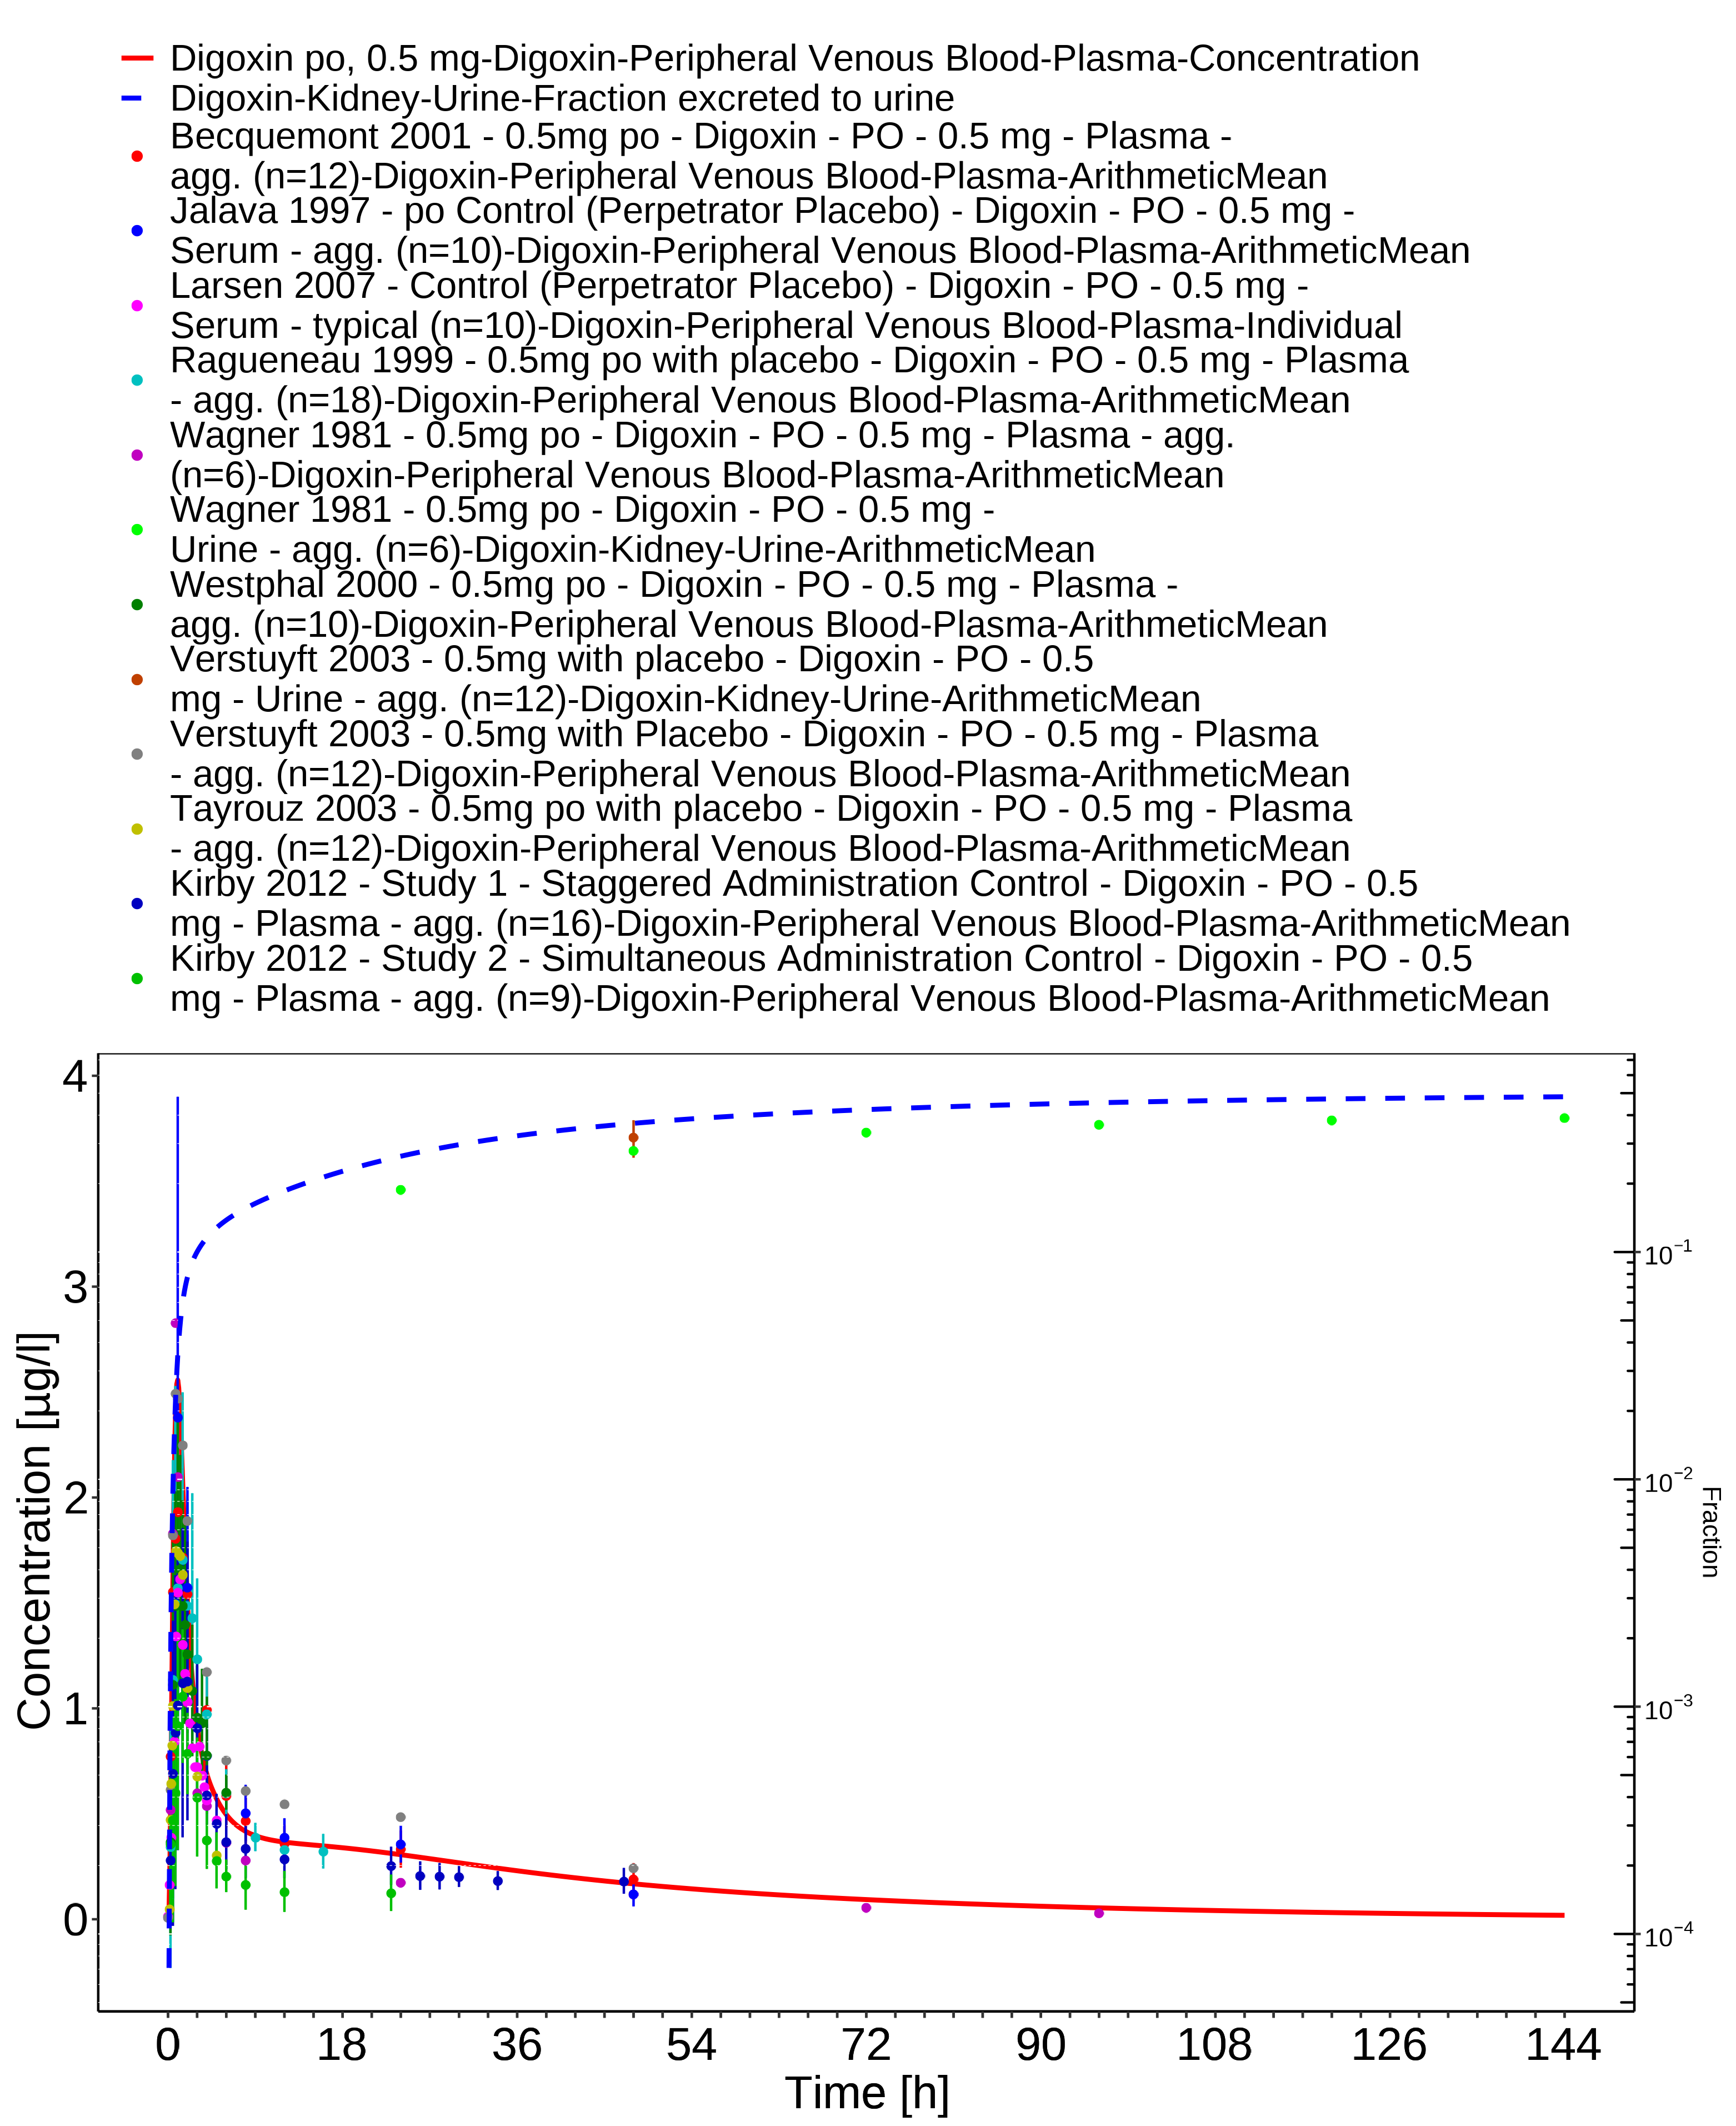 Digoxin po, 0.5 mg-Digoxin-Peripheral Venous Blood-Plasma-Concentration
Digoxin-Kidney-Urine-Fraction excreted to urine
Becquemont 2001 - 0.5mg po - Digoxin - PO - 0.5 mg - Plasma -
agg. (n=12)-Digoxin-Peripheral Venous Blood-Plasma-ArithmeticMean
Jalava 1997 - po Control (Perpetrator Placebo) - Digoxin - PO - 0.5 mg -
Serum - agg. (n=10)-Digoxin-Peripheral Venous Blood-Plasma-ArithmeticMean
Larsen 2007 - Control (Perpetrator Placebo) - Digoxin - PO - 0.5 mg -
Serum - typical (n=10)-Digoxin-Peripheral Venous Blood-Plasma-Individual
Ragueneau 1999 - 0.5mg po with placebo - Digoxin - PO - 0.5 mg - Plasma
- agg. (n=18)-Digoxin-Peripheral Venous Blood-Plasma-ArithmeticMean
Wagner 1981 - 0.5mg po - Digoxin - PO - 0.5 mg - Plasma - agg.
(n=6)-Digoxin-Peripheral Venous Blood-Plasma-ArithmeticMean
Wagner 1981 - 0.5mg po - Digoxin - PO - 0.5 mg -
Urine - agg. (n=6)-Digoxin-Kidney-Urine-ArithmeticMean
Westphal 2000 - 0.5mg po - Digoxin - PO - 0.5 mg - Plasma -
agg. (n=10)-Digoxin-Peripheral Venous Blood-Plasma-ArithmeticMean
Verstuyft 2003 - 0.5mg with placebo - Digoxin - PO - 0.5
mg - Urine - agg. (n=12)-Digoxin-Kidney-Urine-ArithmeticMean
Verstuyft 2003 - 0.5mg with Placebo - Digoxin - PO - 0.5 mg - Plasma
- agg. (n=12)-Digoxin-Peripheral Venous Blood-Plasma-ArithmeticMean
Tayrouz 2003 - 0.5mg po with placebo - Digoxin - PO - 0.5 mg - Plasma
- agg. (n=12)-Digoxin-Peripheral Venous Blood-Plasma-ArithmeticMean
Kirby 2012 - Study 1 - Staggered Administration Control - Digoxin - PO - 0.5
mg - Plasma - agg. (n=16)-Digoxin-Peripheral Venous Blood-Plasma-ArithmeticMean
Kirby 2012 - Study 2 - Simultaneous Administration Control - Digoxin - PO - 0.5
mg - Plasma - agg. (n=9)-Digoxin-Peripheral Venous Blood-Plasma-ArithmeticMean
4
3
2
1
0
Concentration [µg/l]
10⁻¹
10⁻²
10⁻³
10⁻⁴
Fraction
0 18 36 54 72 90 108 126 144
Time [h]